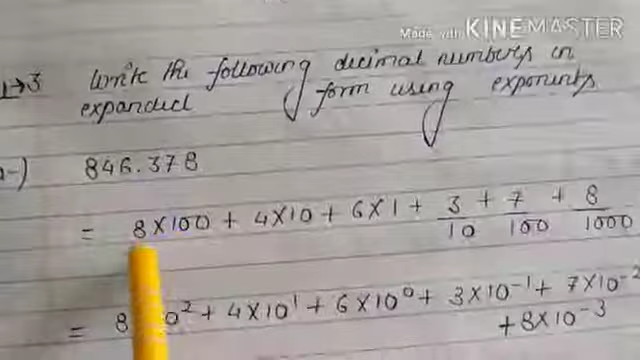 Made with KINEMASTER
Write the following decimal numbers in
expanded form using exponents
846.378
= 8×100 + 4×10 + 6×1 + 3/10 + 7/100 + 8/1000
= 8 0² + 4×10¹ + 6×10⁰ + 3×10⁻¹ + 7×10⁻²
+ 8×10⁻³